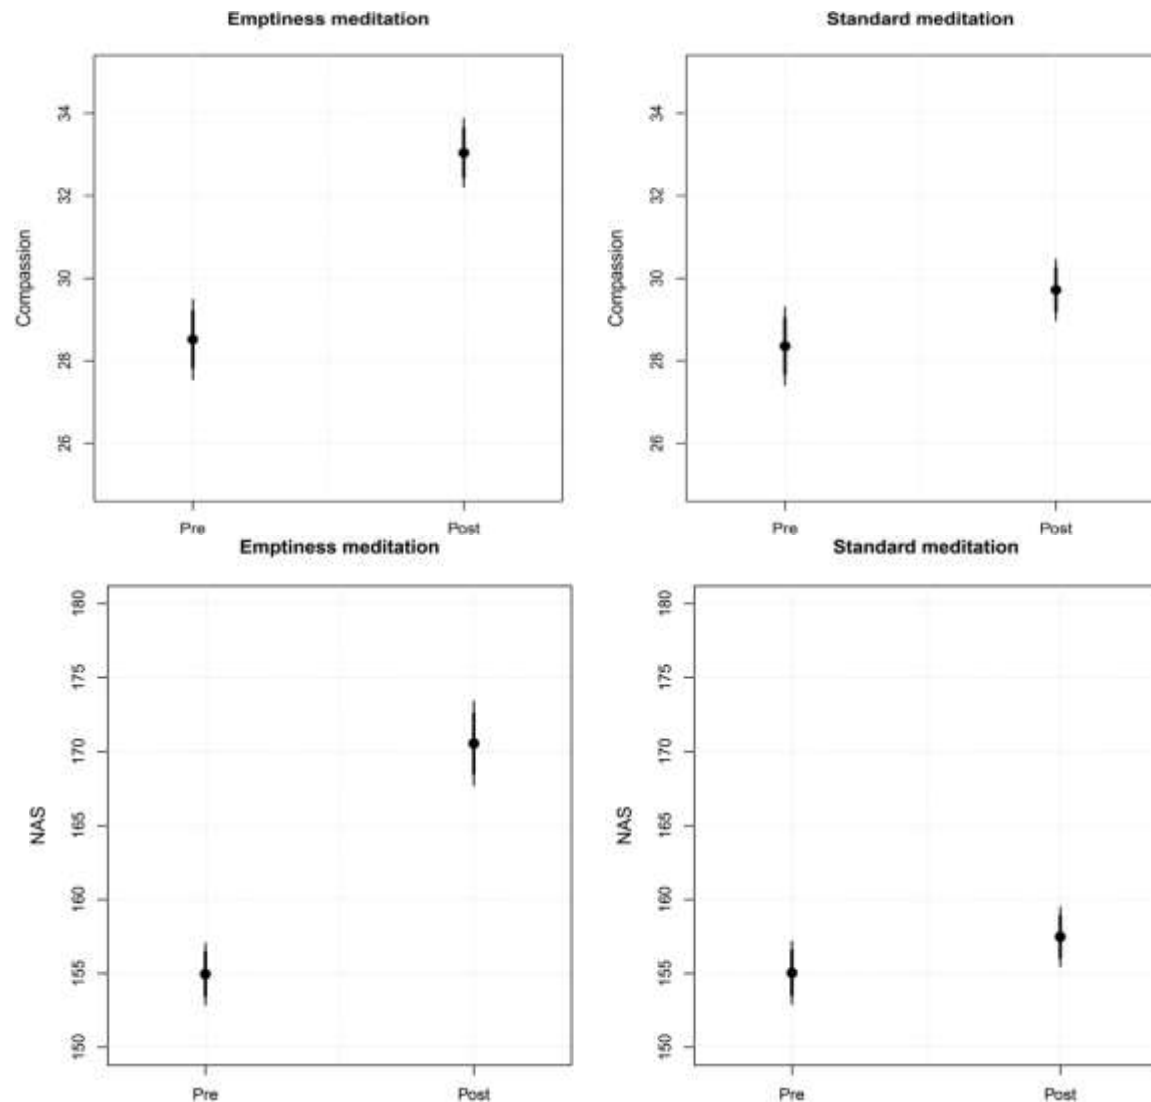 Emptiness meditation
Compassion
34
32
30
28
26
Pre Post
Standard meditation
Compassion
34
32
30
28
26
Pre Post
Emptiness meditation
NAS
180
175
170
165
160
155
150
Pre Post
Standard meditation
NAS
180
175
170
165
160
155
150
Pre Post